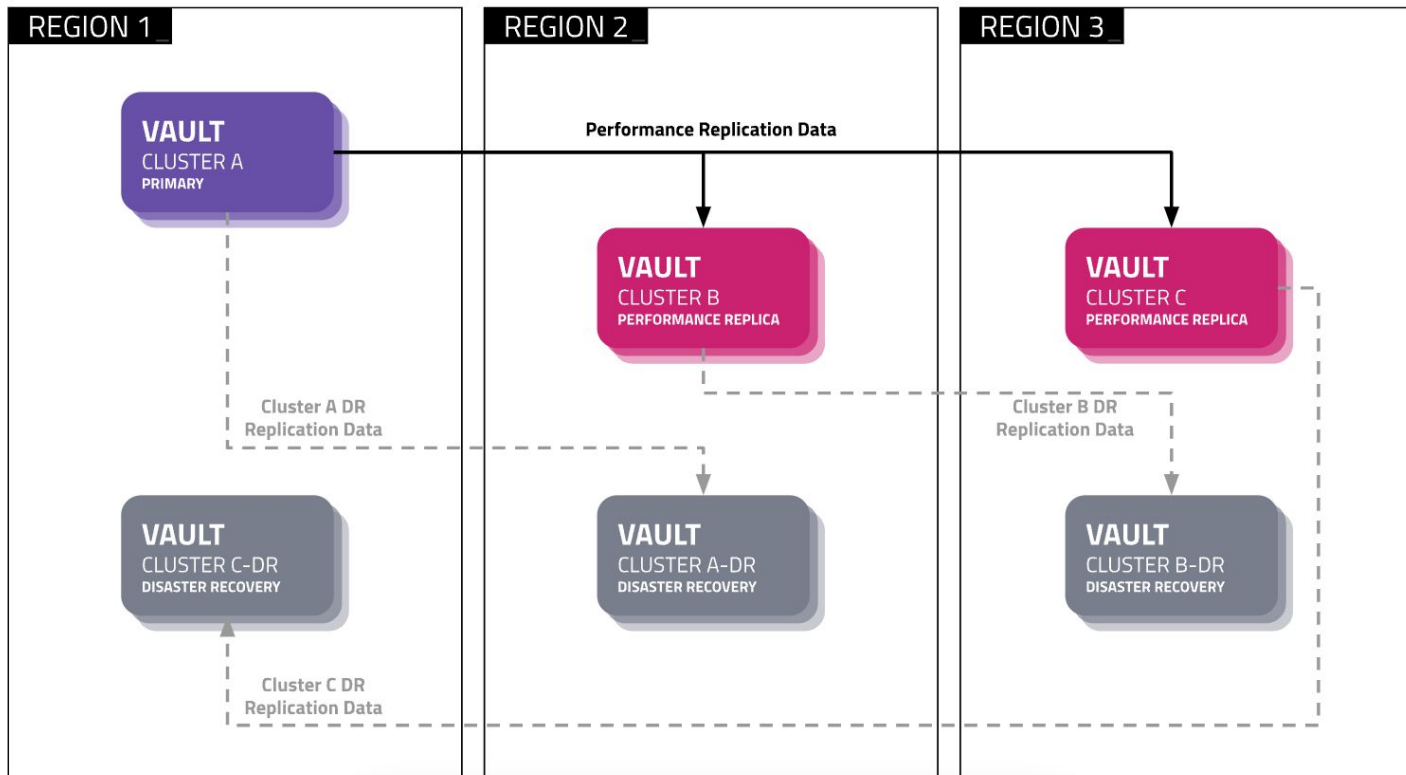 REGION 1_
REGION 2_
REGION 3_
VAULT
CLUSTER A
PRIMARY
Performance Replication Data
VAULT
CLUSTER B
PERFORMANCE REPLICA
VAULT
CLUSTER C
PERFORMANCE REPLICA
Cluster A DR
Replication Data
Cluster B DR
Replication Data
VAULT
CLUSTER C-DR
DISASTER RECOVERY
VAULT
CLUSTER A-DR
DISASTER RECOVERY
VAULT
CLUSTER B-DR
DISASTER RECOVERY
Cluster C DR
Replication Data